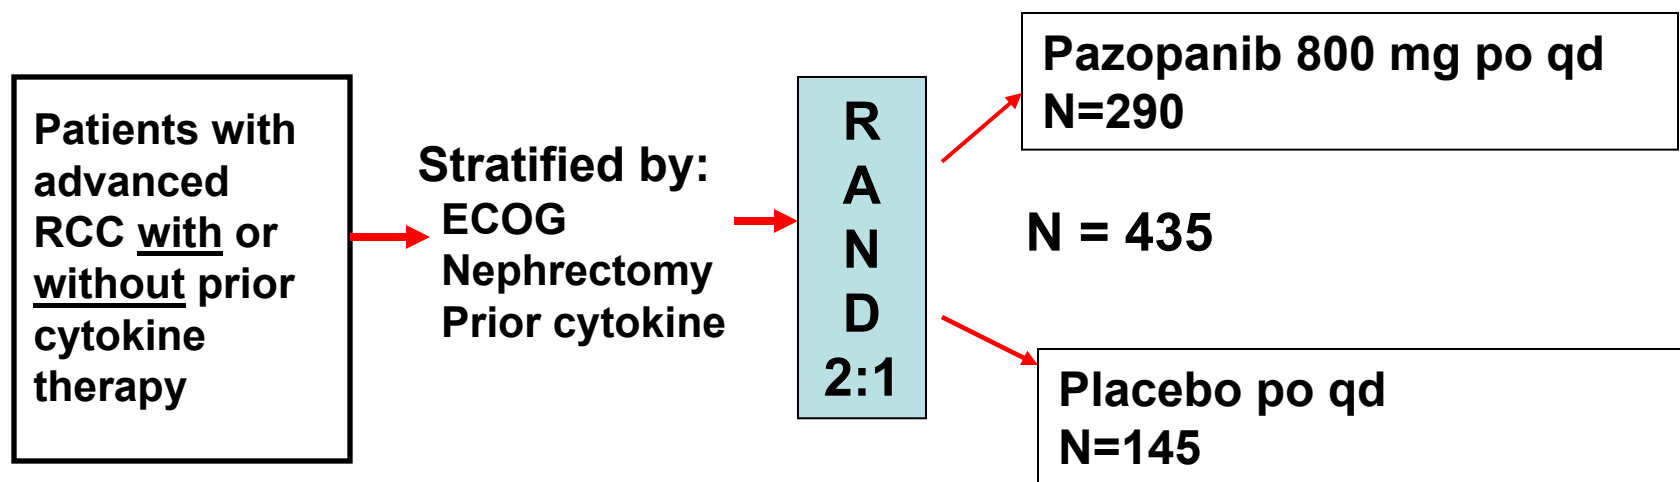 Patients with
advanced
RCC with or
without prior
cytokine
therapy
Stratified by:
ECOG
Nephrectomy
Prior cytokine
R
A
N
D
2:1
Pazopanib 800 mg po qd
N=290
N = 435
Placebo po qd
N=145